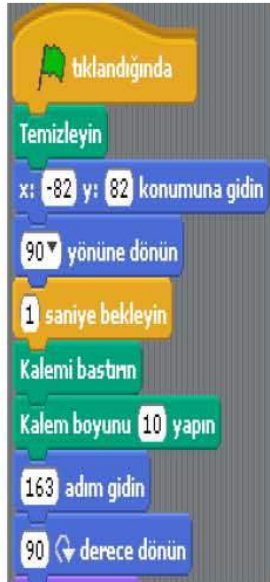 tıklandığında
Temizleyin
x: -82 y: 82 konumuna gidin
90 yönüne dönün
1 saniye bekleyin
Kalemi bastırın
Kalem boyunu 10 yapın
163 adım gidin
90 derece dönün